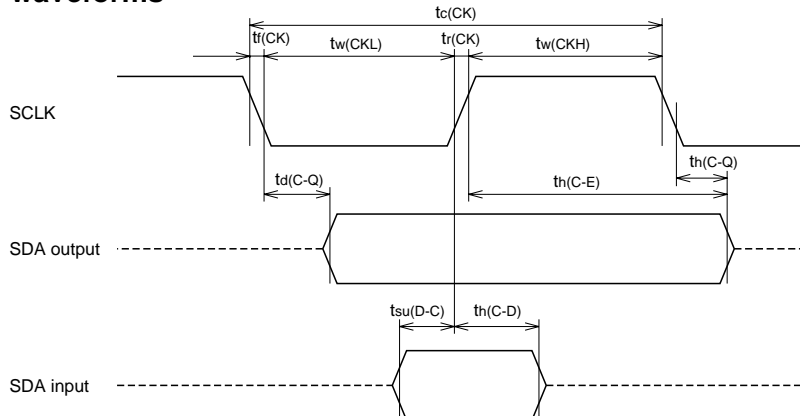 tc(CK)
tf(CK) tw(CKL) tr(CK) tw(CKH)
SCLK
td(C-Q) th(C-E) th(C-Q)
SDA output
tsu(D-C) th(C-D)
SDA input